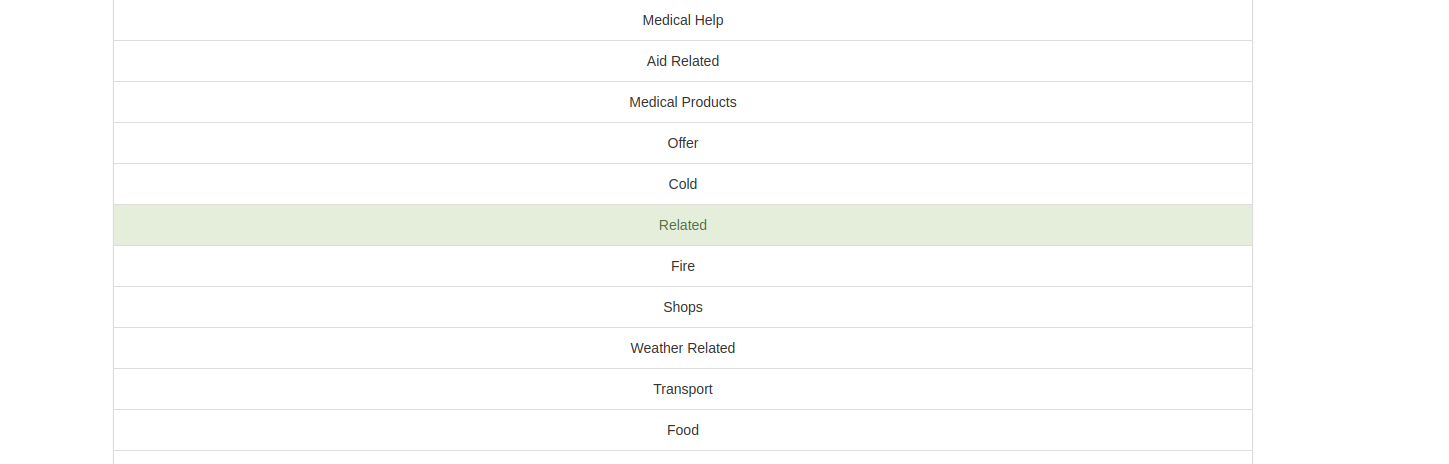 Medical Help
Aid Related
Medical Products
Offer
Cold
Related
Fire
Shops
Weather Related
Transport
Food